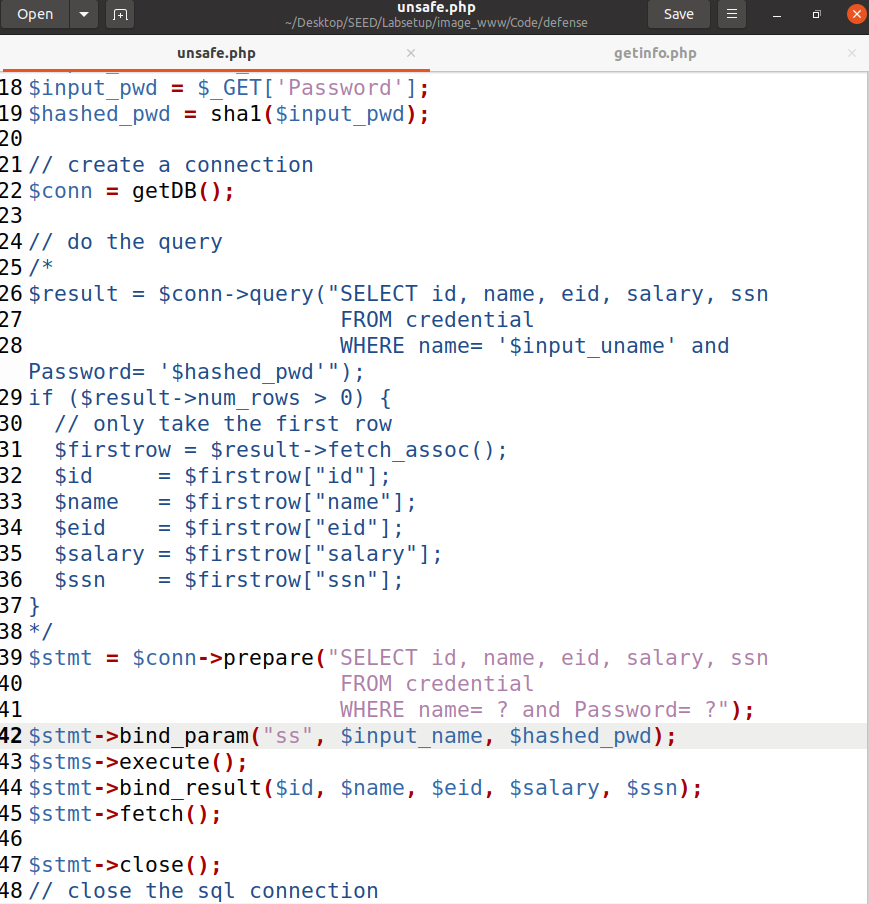 Open
unsafe.php
~/Desktop/SEED/Labsetup/image_www/Code/defense
Save
unsafe.php
getinfo.php
18 $input_pwd = $_GET['Password'];
19 $hashed_pwd = sha1($input_pwd);
20
21 // create a connection
22 $conn = getDB();
23
24 // do the query
25 /*
26 $result = $conn->query("SELECT id, name, eid, salary, ssn
27                         FROM credential
28                         WHERE name= '$input_uname' and
Password= '$hashed_pwd'");
29 if ($result->num_rows > 0) {
30   // only take the first row
31   $firstrow = $result->fetch_assoc();
32   $id     = $firstrow["id"];
33   $name   = $firstrow["name"];
34   $eid    = $firstrow["eid"];
35   $salary = $firstrow["salary"];
36   $ssn    = $firstrow["ssn"];
37 }
38 */
39 $stmt = $conn->prepare("SELECT id, name, eid, salary, ssn
40                         FROM credential
41                         WHERE name= ? and Password= ?");
42 $stmt->bind_param("ss", $input_name, $hashed_pwd);
43 $stms->execute();
44 $stmt->bind_result($id, $name, $eid, $salary, $ssn);
45 $stmt->fetch();
46
47 $stmt->close();
48 // close the sql connection